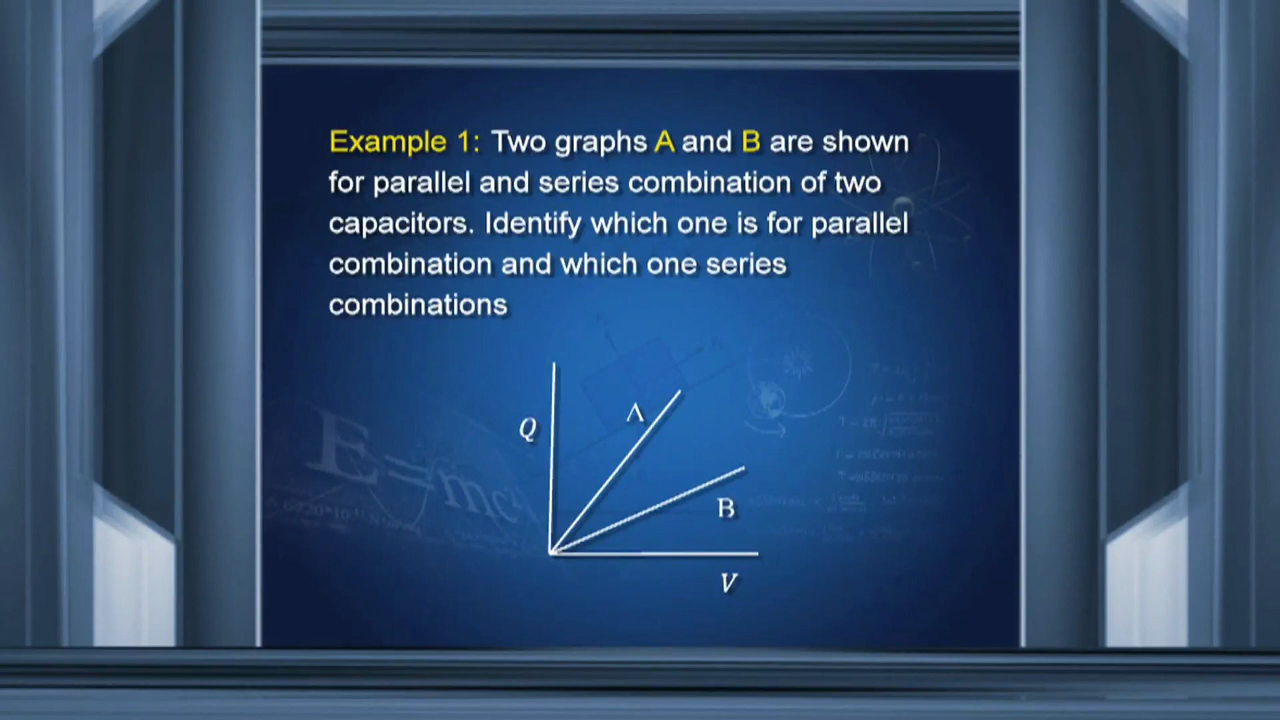 Example 1: Two graphs A and B are shown
for parallel and series combination of two
capacitors. Identify which one is for parallel
combination and which one series
combinations
A
Q
B
V
E=mc²